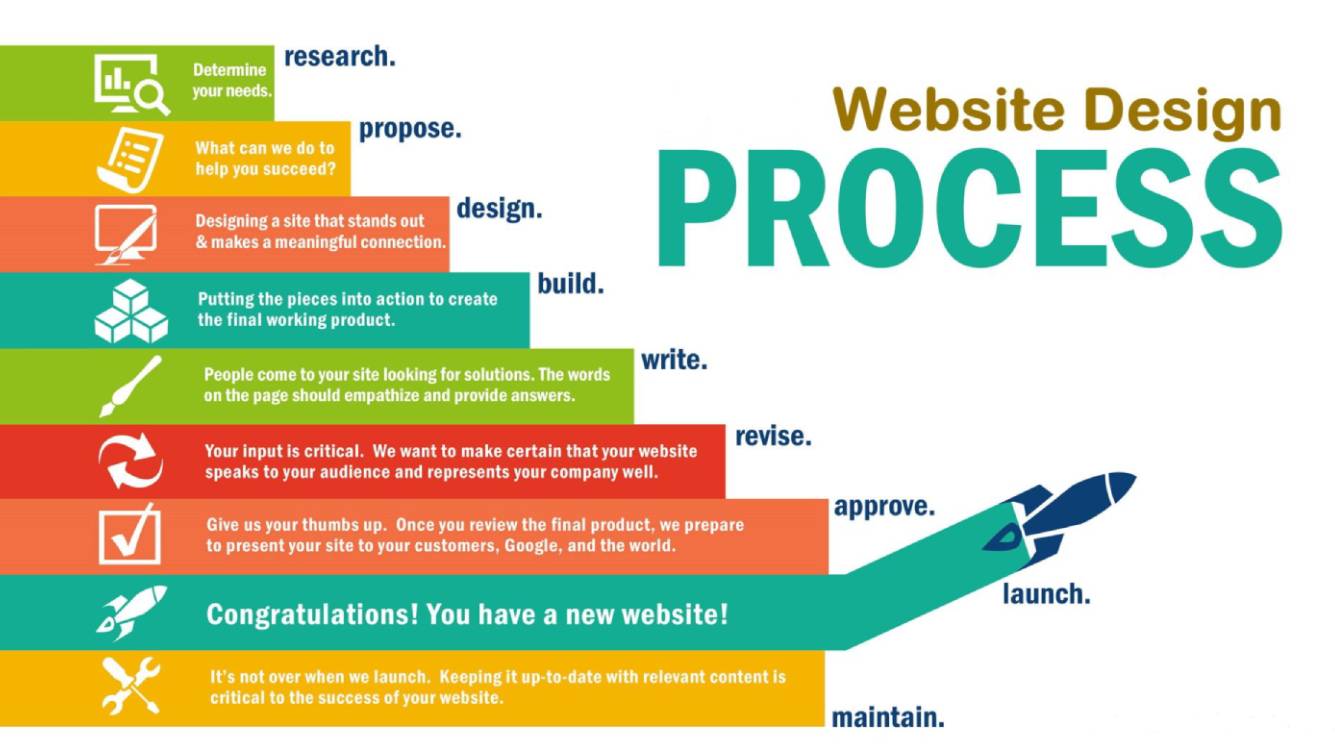 Website Design
PROCESS
research.
Determine
your needs.
propose.
What can we do to
help you succeed?
design.
Designing a site that stands out
& makes a meaningful connection.
build.
Putting the pieces into action to create
the final working product.
write.
People come to your site looking for solutions. The words
on the page should empathize and provide answers.
revise.
Your input is critical.  We want to make certain that your website
speaks to your audience and represents your company well.
approve.
Give us your thumbs up.  Once you review the final product, we prepare
to present your site to your customers, Google, and the world.
launch.
Congratulations! You have a new website!
It’s not over when we launch.  Keeping it up-to-date with relevant content is
critical to the success of your website.
maintain.